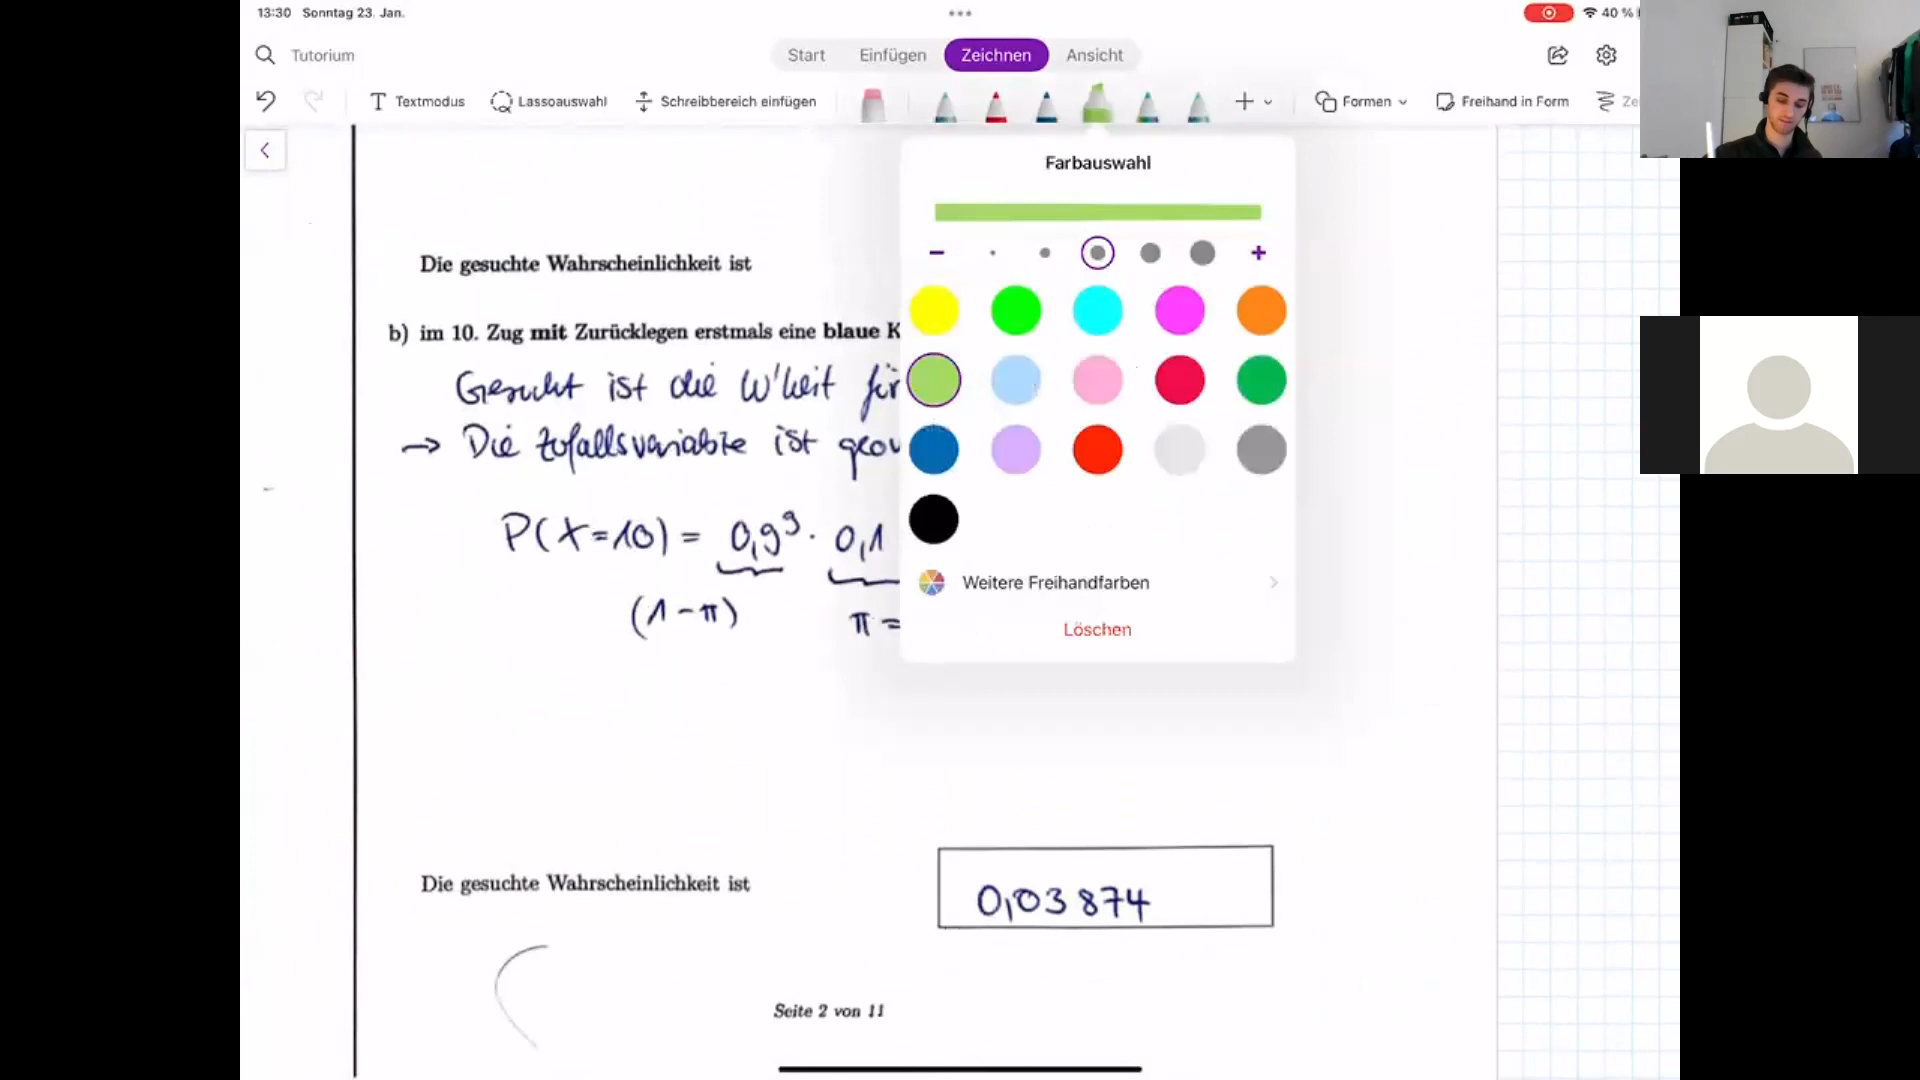 13:30 Sonntag 23. Jan.
40 %
Tutorium
Start Einfügen Zeichnen Ansicht
Textmodus Lassoauswahl Schreibbereich einfügen Formen Freihand in Form
Farbauswahl
Die gesuchte Wahrscheinlichkeit ist
b) im 10. Zug mit Zurücklegen erstmals eine blaue K
Gesucht ist die W'keit für
→ Die Zufallsvariable ist geom
P(X=10) = 0,9⁹ · 0,1
(1-π) π =
Weitere Freihandfarben
Löschen
Die gesuchte Wahrscheinlichkeit ist
0,03874
Seite 2 von 11